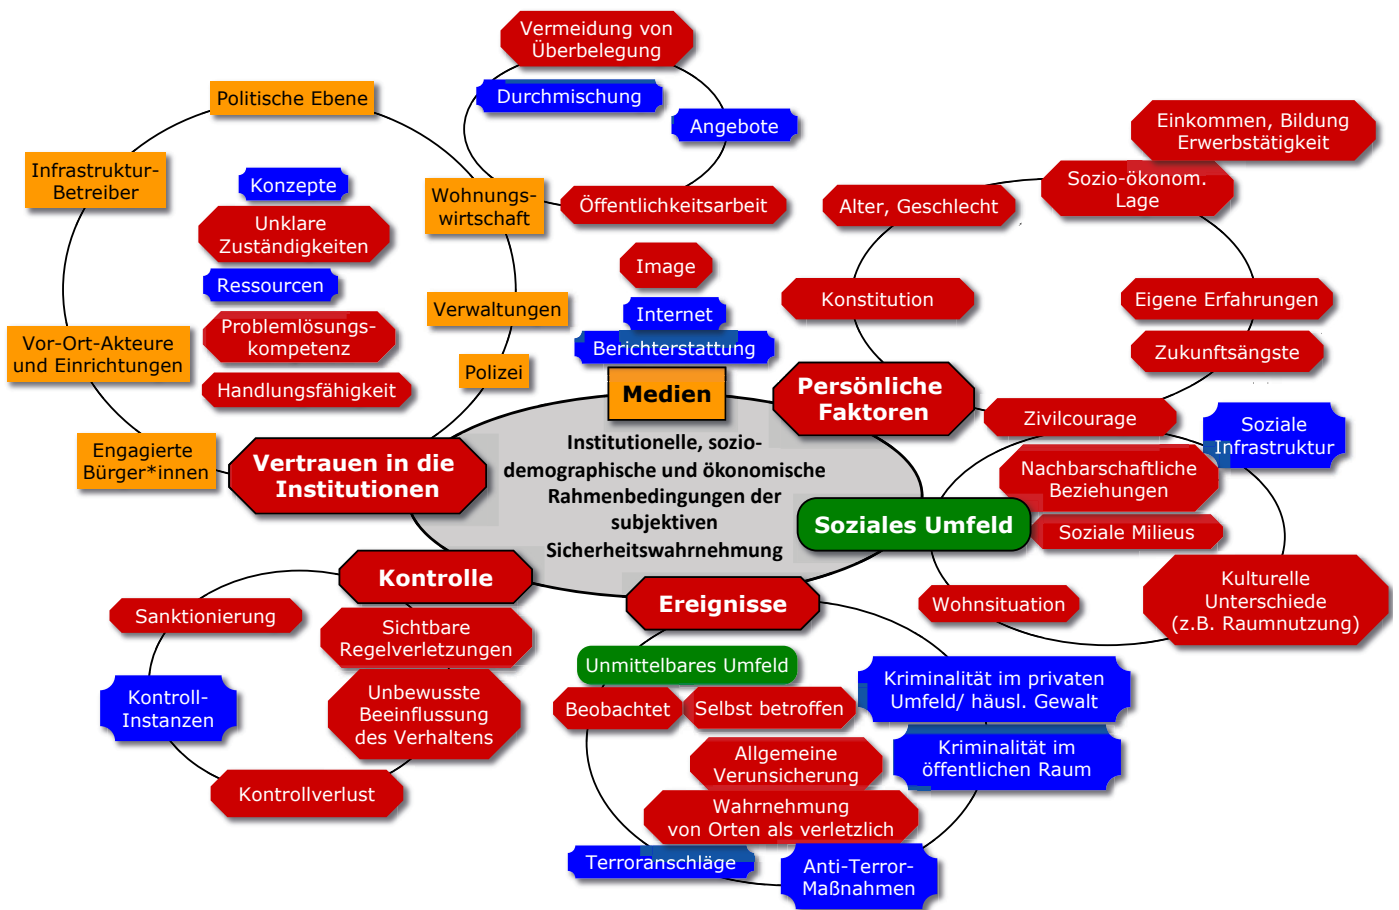 Vermeidung von
Überbelegung
Durchmischung
Angebote
Politische Ebene
Infrastruktur-
Betreiber
Konzepte
Wohnungs-
wirtschaft
Öffentlichkeitsarbeit
Unklare
Zuständigkeiten
Ressourcen
Problemlösungs-
kompetenz
Handlungsfähigkeit
Verwaltungen
Polizei
Vor-Ort-Akteure
und Einrichtungen
Engagierte
Bürger*innen
Vertrauen in die
Institutionen
Image
Internet
Berichterstattung
Medien
Einkommen, Bildung
Erwerbstätigkeit
Sozio-ökonom.
Lage
Alter, Geschlecht
Konstitution
Eigene Erfahrungen
Zukunftsängste
Persönliche
Faktoren
Zivilcourage
Soziale
Infrastruktur
Nachbarschaftliche
Beziehungen
Soziales Umfeld
Soziale Milieus
Wohnsituation
Kulturelle
Unterschiede
(z.B. Raumnutzung)
Institutionelle, sozio-
demographische und ökonomische
Rahmenbedingungen der
subjektiven
Sicherheitswahrnehmung
Kontrolle
Sanktionierung
Sichtbare
Regelverletzungen
Kontroll-
Instanzen
Unbewusste
Beeinflussung
des Verhaltens
Kontrollverlust
Ereignisse
Unmittelbares Umfeld
Beobachtet
Selbst betroffen
Kriminalität im privaten
Umfeld/ häusl. Gewalt
Kriminalität im
öffentlichen Raum
Allgemeine
Verunsicherung
Wahrnehmung
von Orten als verletzlich
Terroranschläge
Anti-Terror-
Maßnahmen